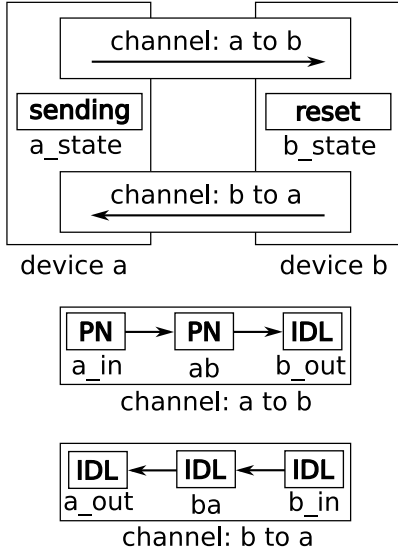 channel: a to b
sending
reset
a_state
b_state
channel: b to a
device a
device b
PN
PN
IDL
a_in
ab
b_out
channel: a to b
IDL
IDL
IDL
a_out
ba
b_in
channel: b to a